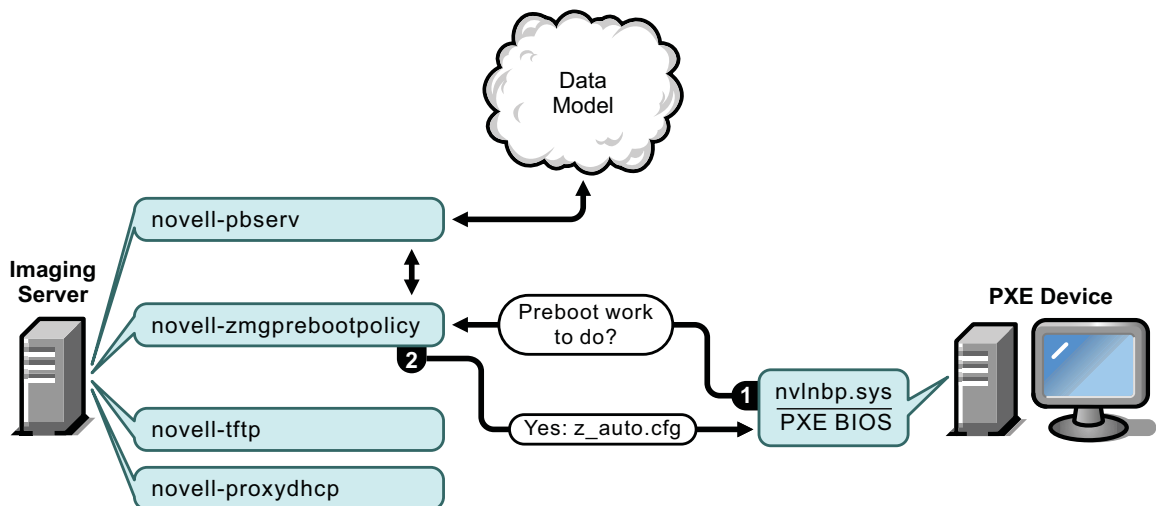 Data
Model
novell-pbserv
Imaging
Server
novell-zmgprebootpolicy
Preboot work
to do?
PXE Device
2
1
nvlnbp.sys
PXE BIOS
novell-tftp
Yes: z_auto.cfg
novell-proxydhcp